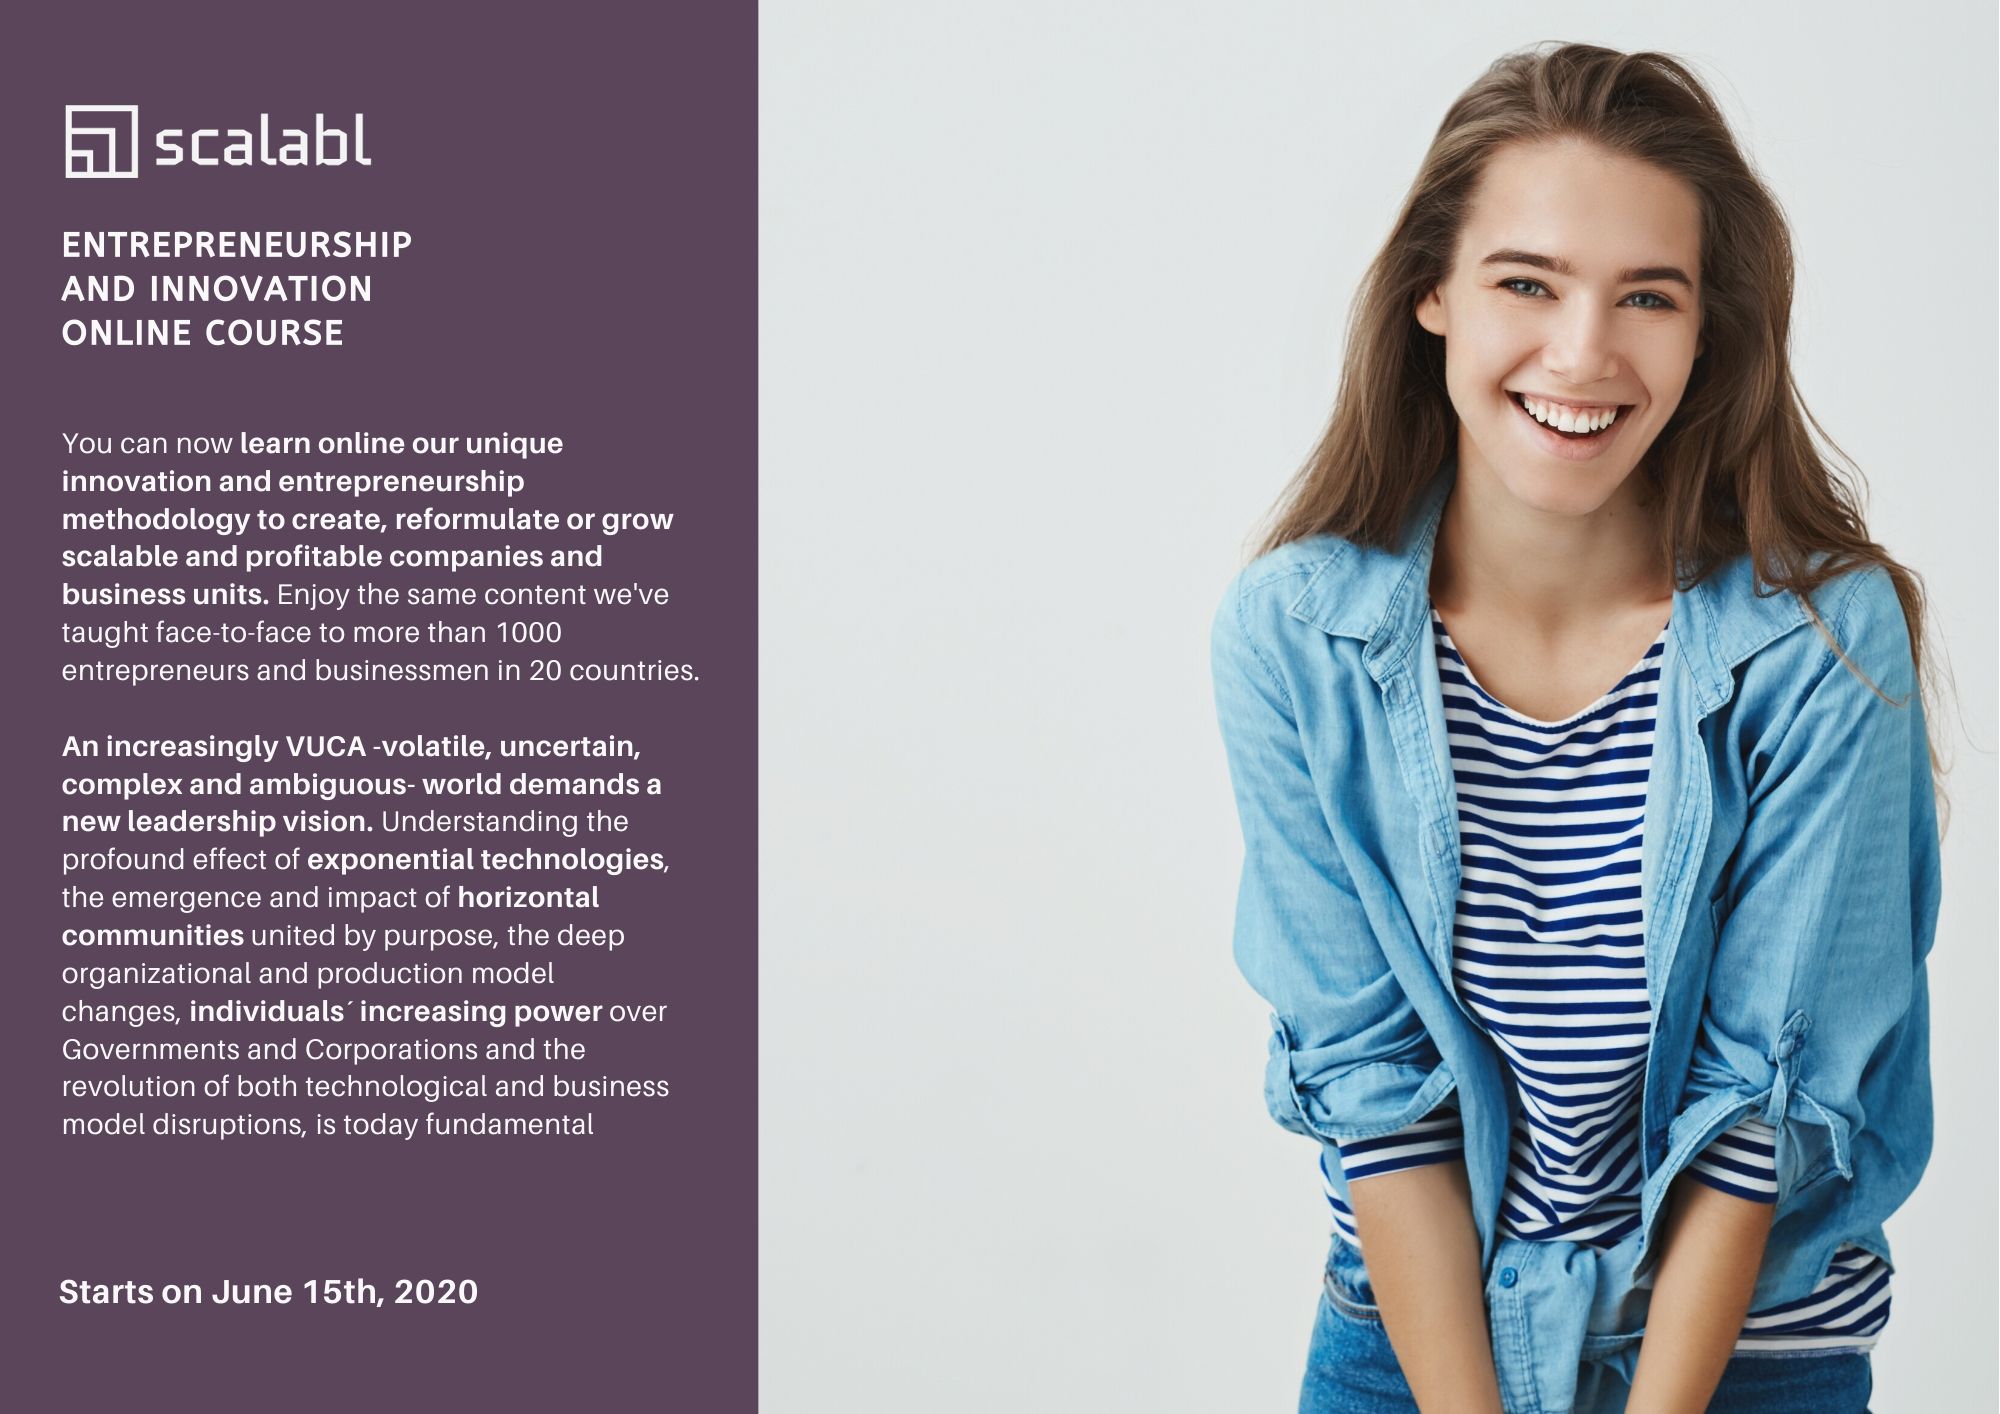 scalabl
ENTREPRENEURSHIP
AND INNOVATION
ONLINE COURSE
You can now learn online our unique
innovation and entrepreneurship
methodology to create, reformulate or grow
scalable and profitable companies and
business units. Enjoy the same content we've
taught face-to-face to more than 1000
entrepreneurs and businessmen in 20 countries.
An increasingly VUCA -volatile, uncertain,
complex and ambiguous- world demands a
new leadership vision. Understanding the
profound effect of exponential technologies,
the emergence and impact of horizontal
communities united by purpose, the deep
organizational and production model
changes, individuals´ increasing power over
Governments and Corporations and the
revolution of both technological and business
model disruptions, is today fundamental
Starts on June 15th, 2020